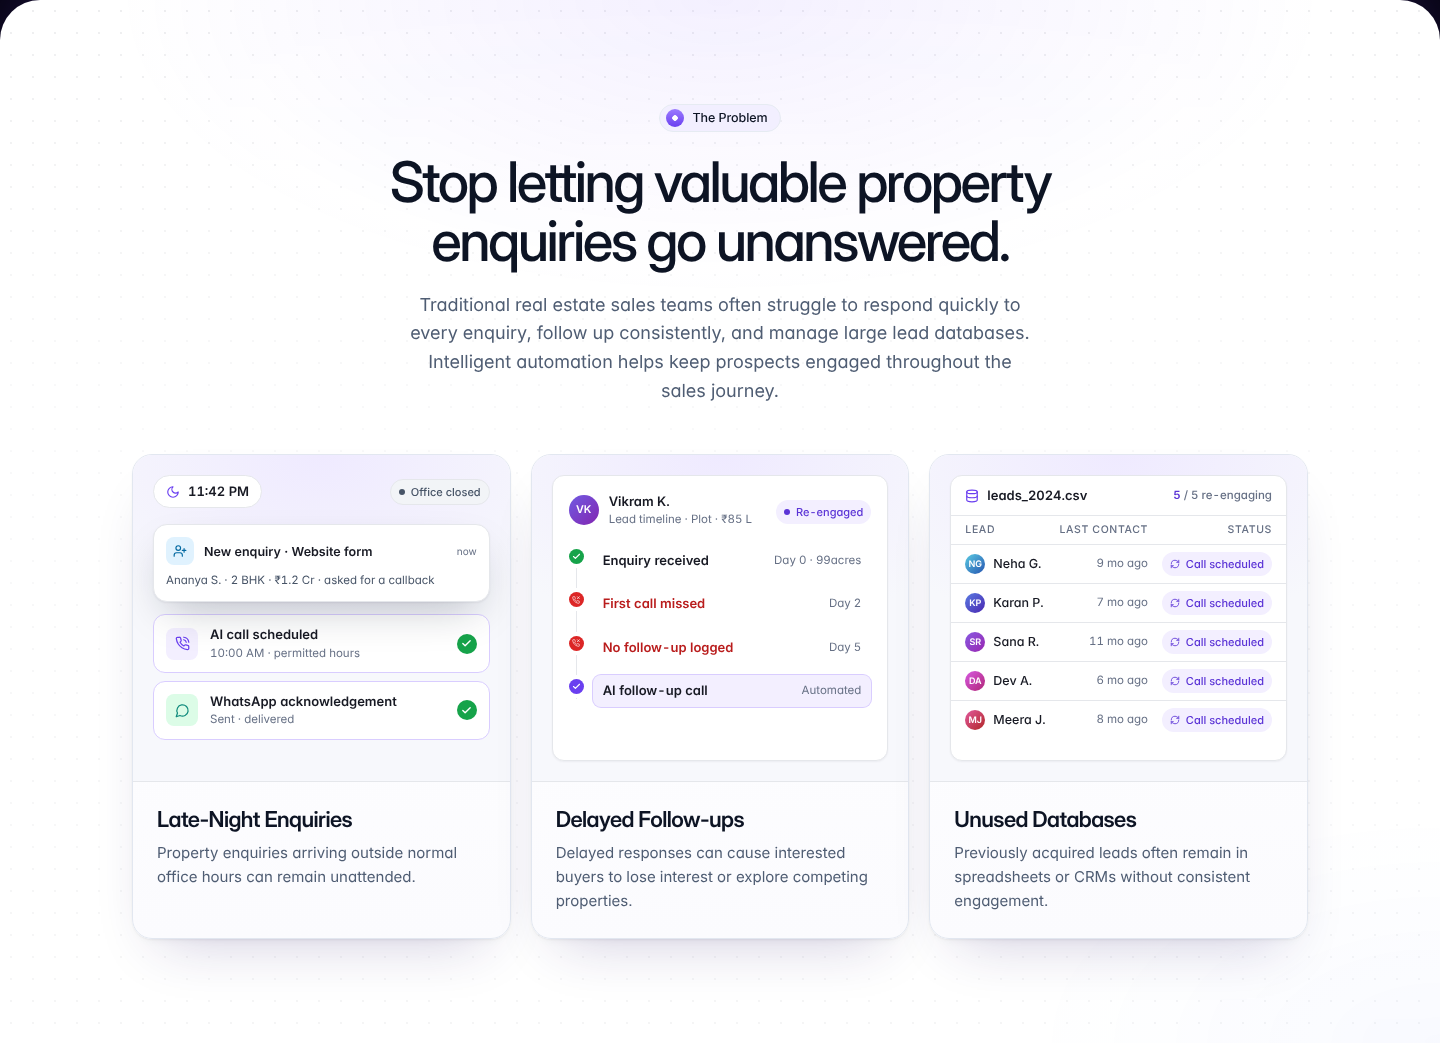 The Problem
Stop letting valuable property
enquiries go unanswered.
Traditional real estate sales teams often struggle to respond quickly to
every enquiry, follow up consistently, and manage large lead databases.
Intelligent automation helps keep prospects engaged throughout the
sales journey.
11:42 PM
Office closed
New enquiry · Website form
now
Ananya S. · 2 BHK · ₹1.2 Cr · asked for a callback
AI call scheduled
10:00 AM · permitted hours
WhatsApp acknowledgement
Sent · delivered
Late-Night Enquiries
Property enquiries arriving outside normal
office hours can remain unattended.
VK
Vikram K.
Lead timeline · Plot · ₹85 L
Re-engaged
Enquiry received
Day 0 · 99acres
First call missed
Day 2
No follow-up logged
Day 5
AI follow-up call
Automated
Delayed Follow-ups
Delayed responses can cause interested
buyers to lose interest or explore competing
properties.
leads_2024.csv
5 / 5 re-engaging
LEAD LAST CONTACT STATUS
NG Neha G. 9 mo ago Call scheduled
KP Karan P. 7 mo ago Call scheduled
SR Sana R. 11 mo ago Call scheduled
DA Dev A. 6 mo ago Call scheduled
MJ Meera J. 8 mo ago Call scheduled
Unused Databases
Previously acquired leads often remain in
spreadsheets or CRMs without consistent
engagement.